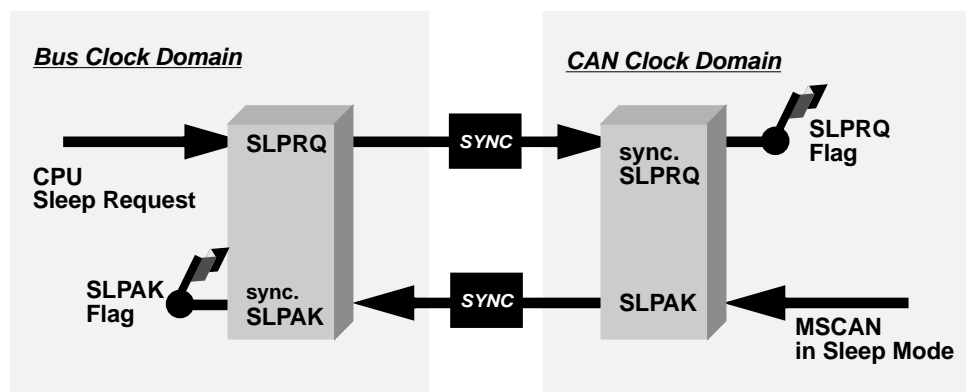 Bus Clock Domain
CAN Clock Domain
SLPRQ
SYNC
sync.
SLPRQ
SLPRQ
Flag
CPU
Sleep Request
SLPAK
Flag
sync.
SLPAK
SYNC
SLPAK
MSCAN
in Sleep Mode